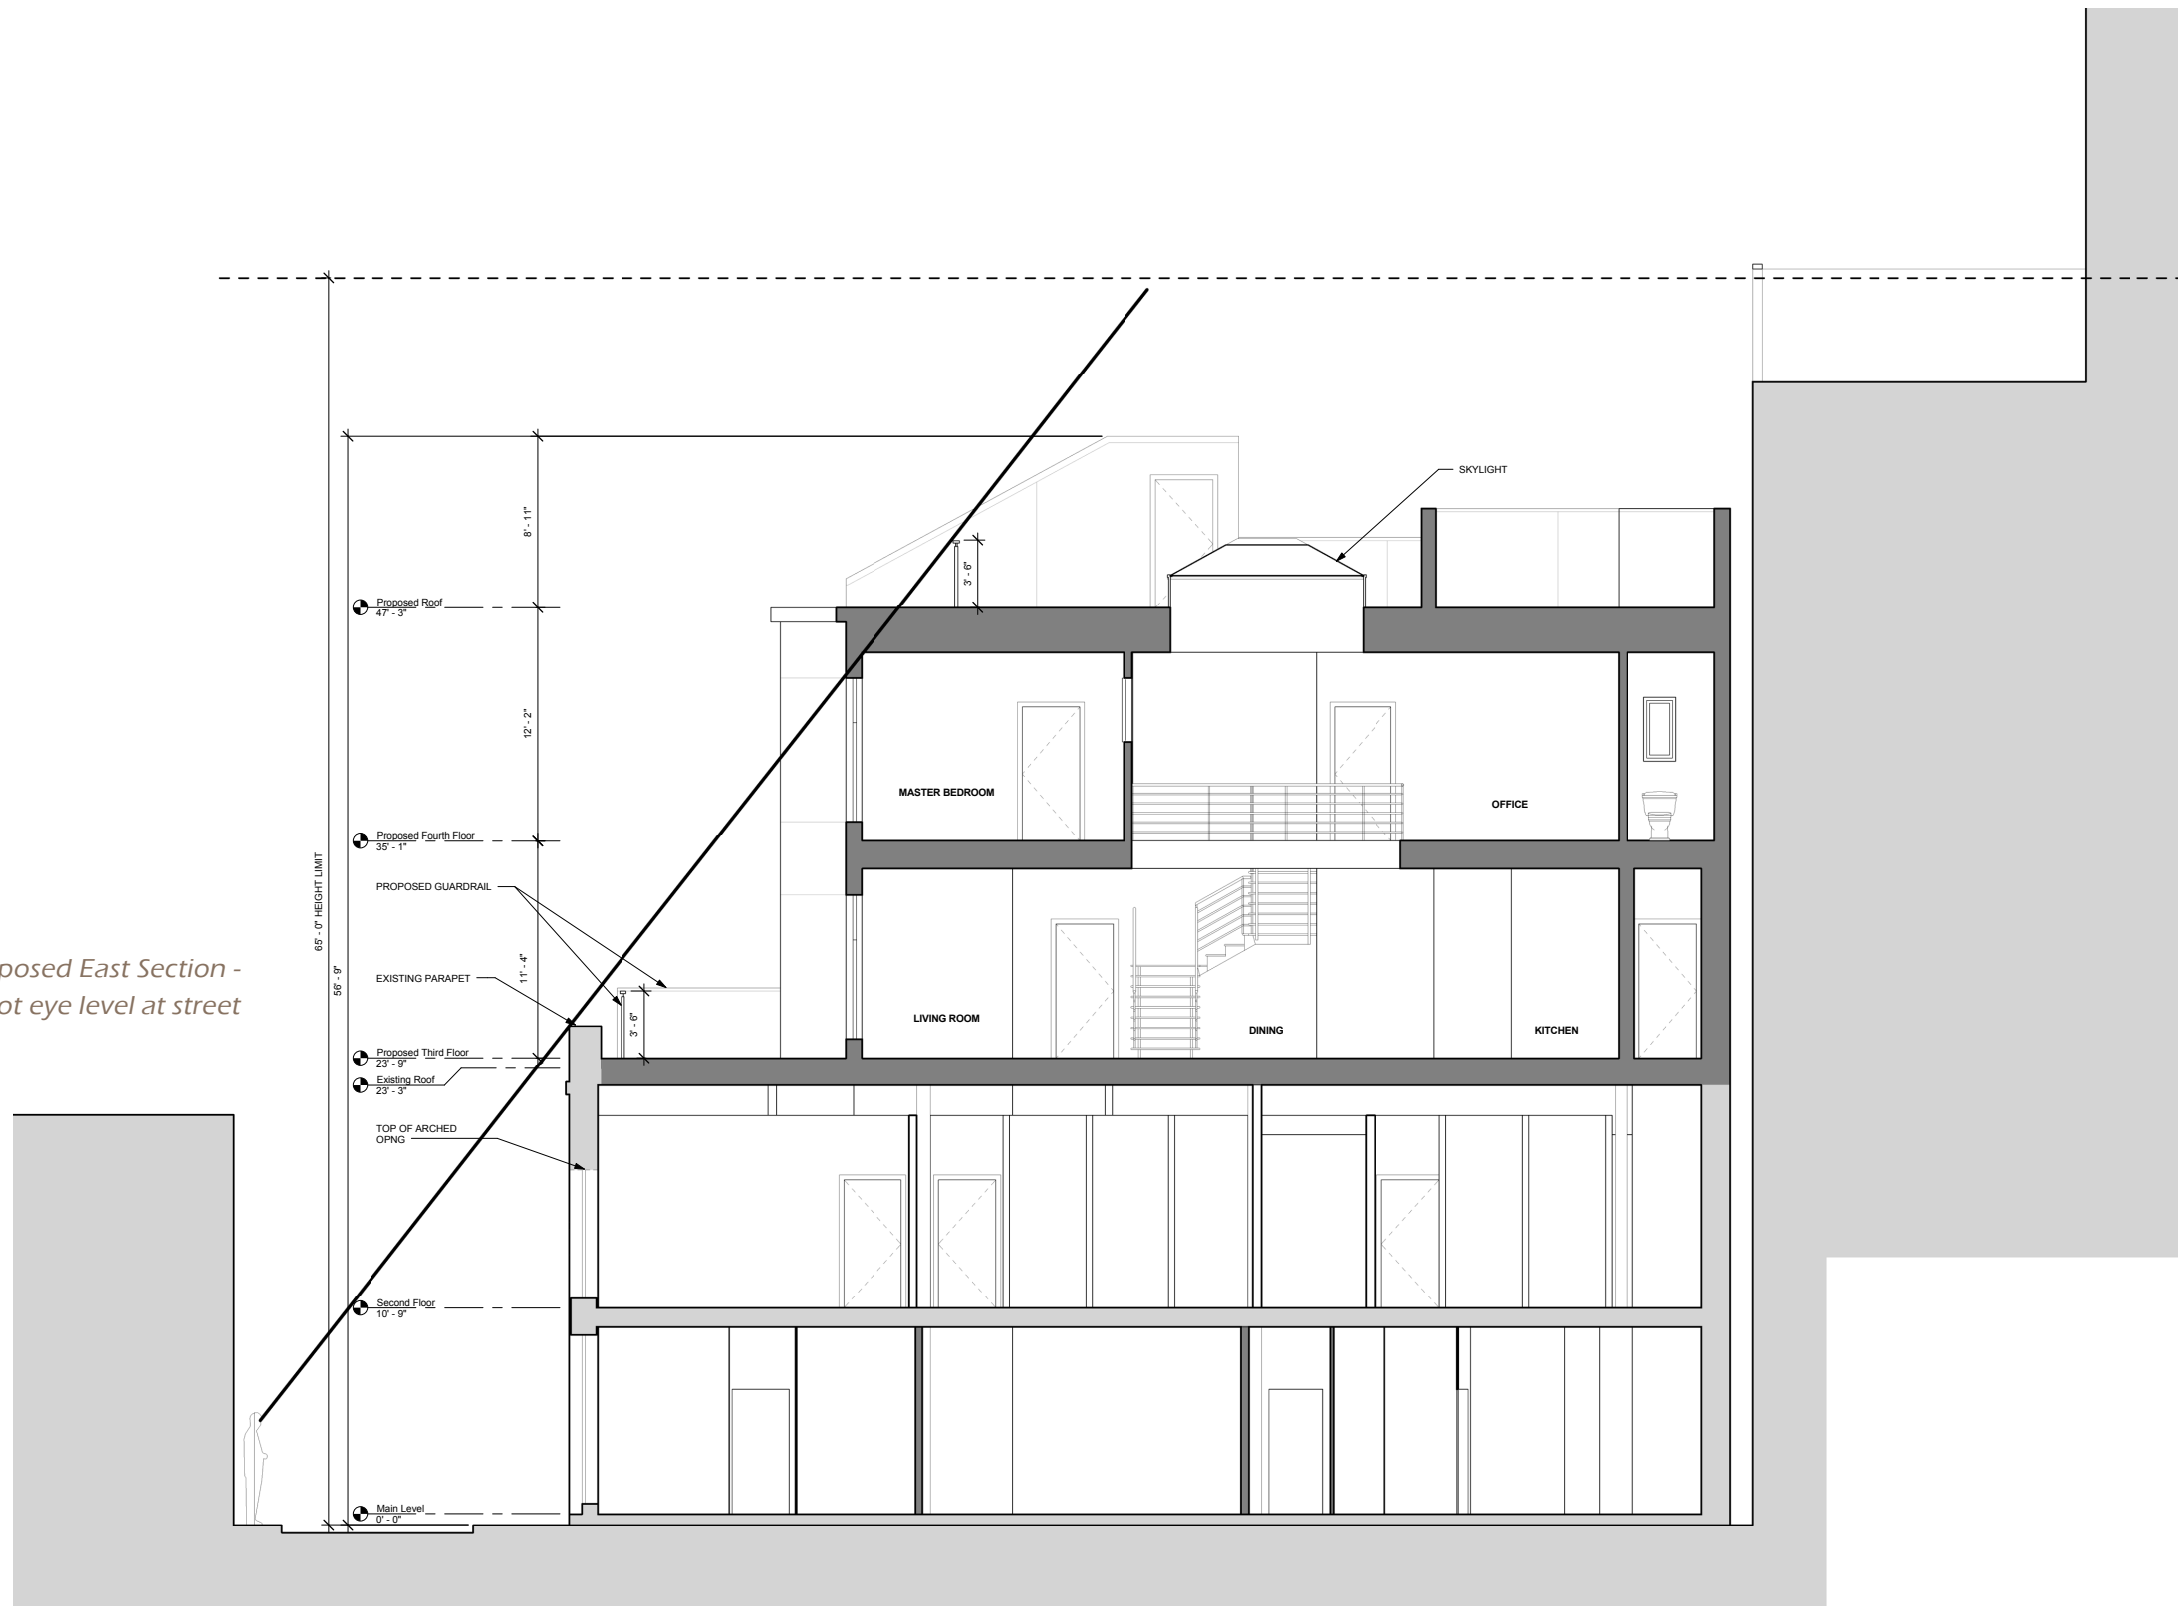 SKYLIGHT
8' - 11"
3' - 6"
Proposed Roof
47' - 3"
12' - 2"
MASTER BEDROOM
OFFICE
Proposed Fourth Floor
35' - 1"
65' - 0" HEIGHT LIMIT
PROPOSED GUARDRAIL
56' - 9"
11' - 4"
posed East Section -
ot eye level at street
EXISTING PARAPET
3' - 6"
LIVING ROOM
DINING
KITCHEN
Proposed Third Floor
23' - 9"
Existing Roof
23' - 3"
TOP OF ARCHED
OPNG
Second Floor
10' - 9"
Main Level
0' - 0"